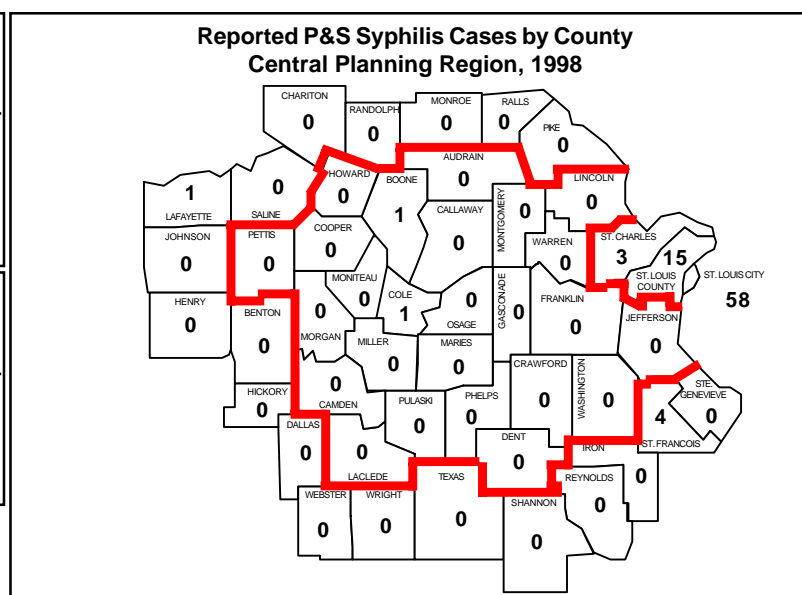 Reported P&S Syphilis Cases by County
Central Planning Region, 1998
CHARITON
0
RANDOLPH
0
MONROE
0
RALLS
0
PIKE
0
LAFAYETTE
1
SALINE
0
HOWARD
0
BOONE
1
AUDRAIN
0
LINCOLN
0
JOHNSON
0
PETTIS
0
COOPER
0
CALLAWAY
0
MONTGOMERY
0
WARREN
0
ST. CHARLES
3
15
ST. LOUIS
COUNTY
ST. LOUIS CITY
58
HENRY
0
BENTON
0
MORGAN
0
MONITEAU
0
COLE
1
OSAGE
0
GASCONADE
0
FRANKLIN
0
JEFFERSON
0
MILLER
0
MARIES
0
HICKORY
0
CAMDEN
0
PULASKI
0
PHELPS
0
CRAWFORD
0
WASHINGTON
0
ST. FRANCOIS
4
STE.
GENEVIEVE
0
DALLAS
0
LACLEDE
0
DENT
0
IRON
0
WEBSTER
0
WRIGHT
0
TEXAS
0
SHANNON
0
REYNOLDS
0